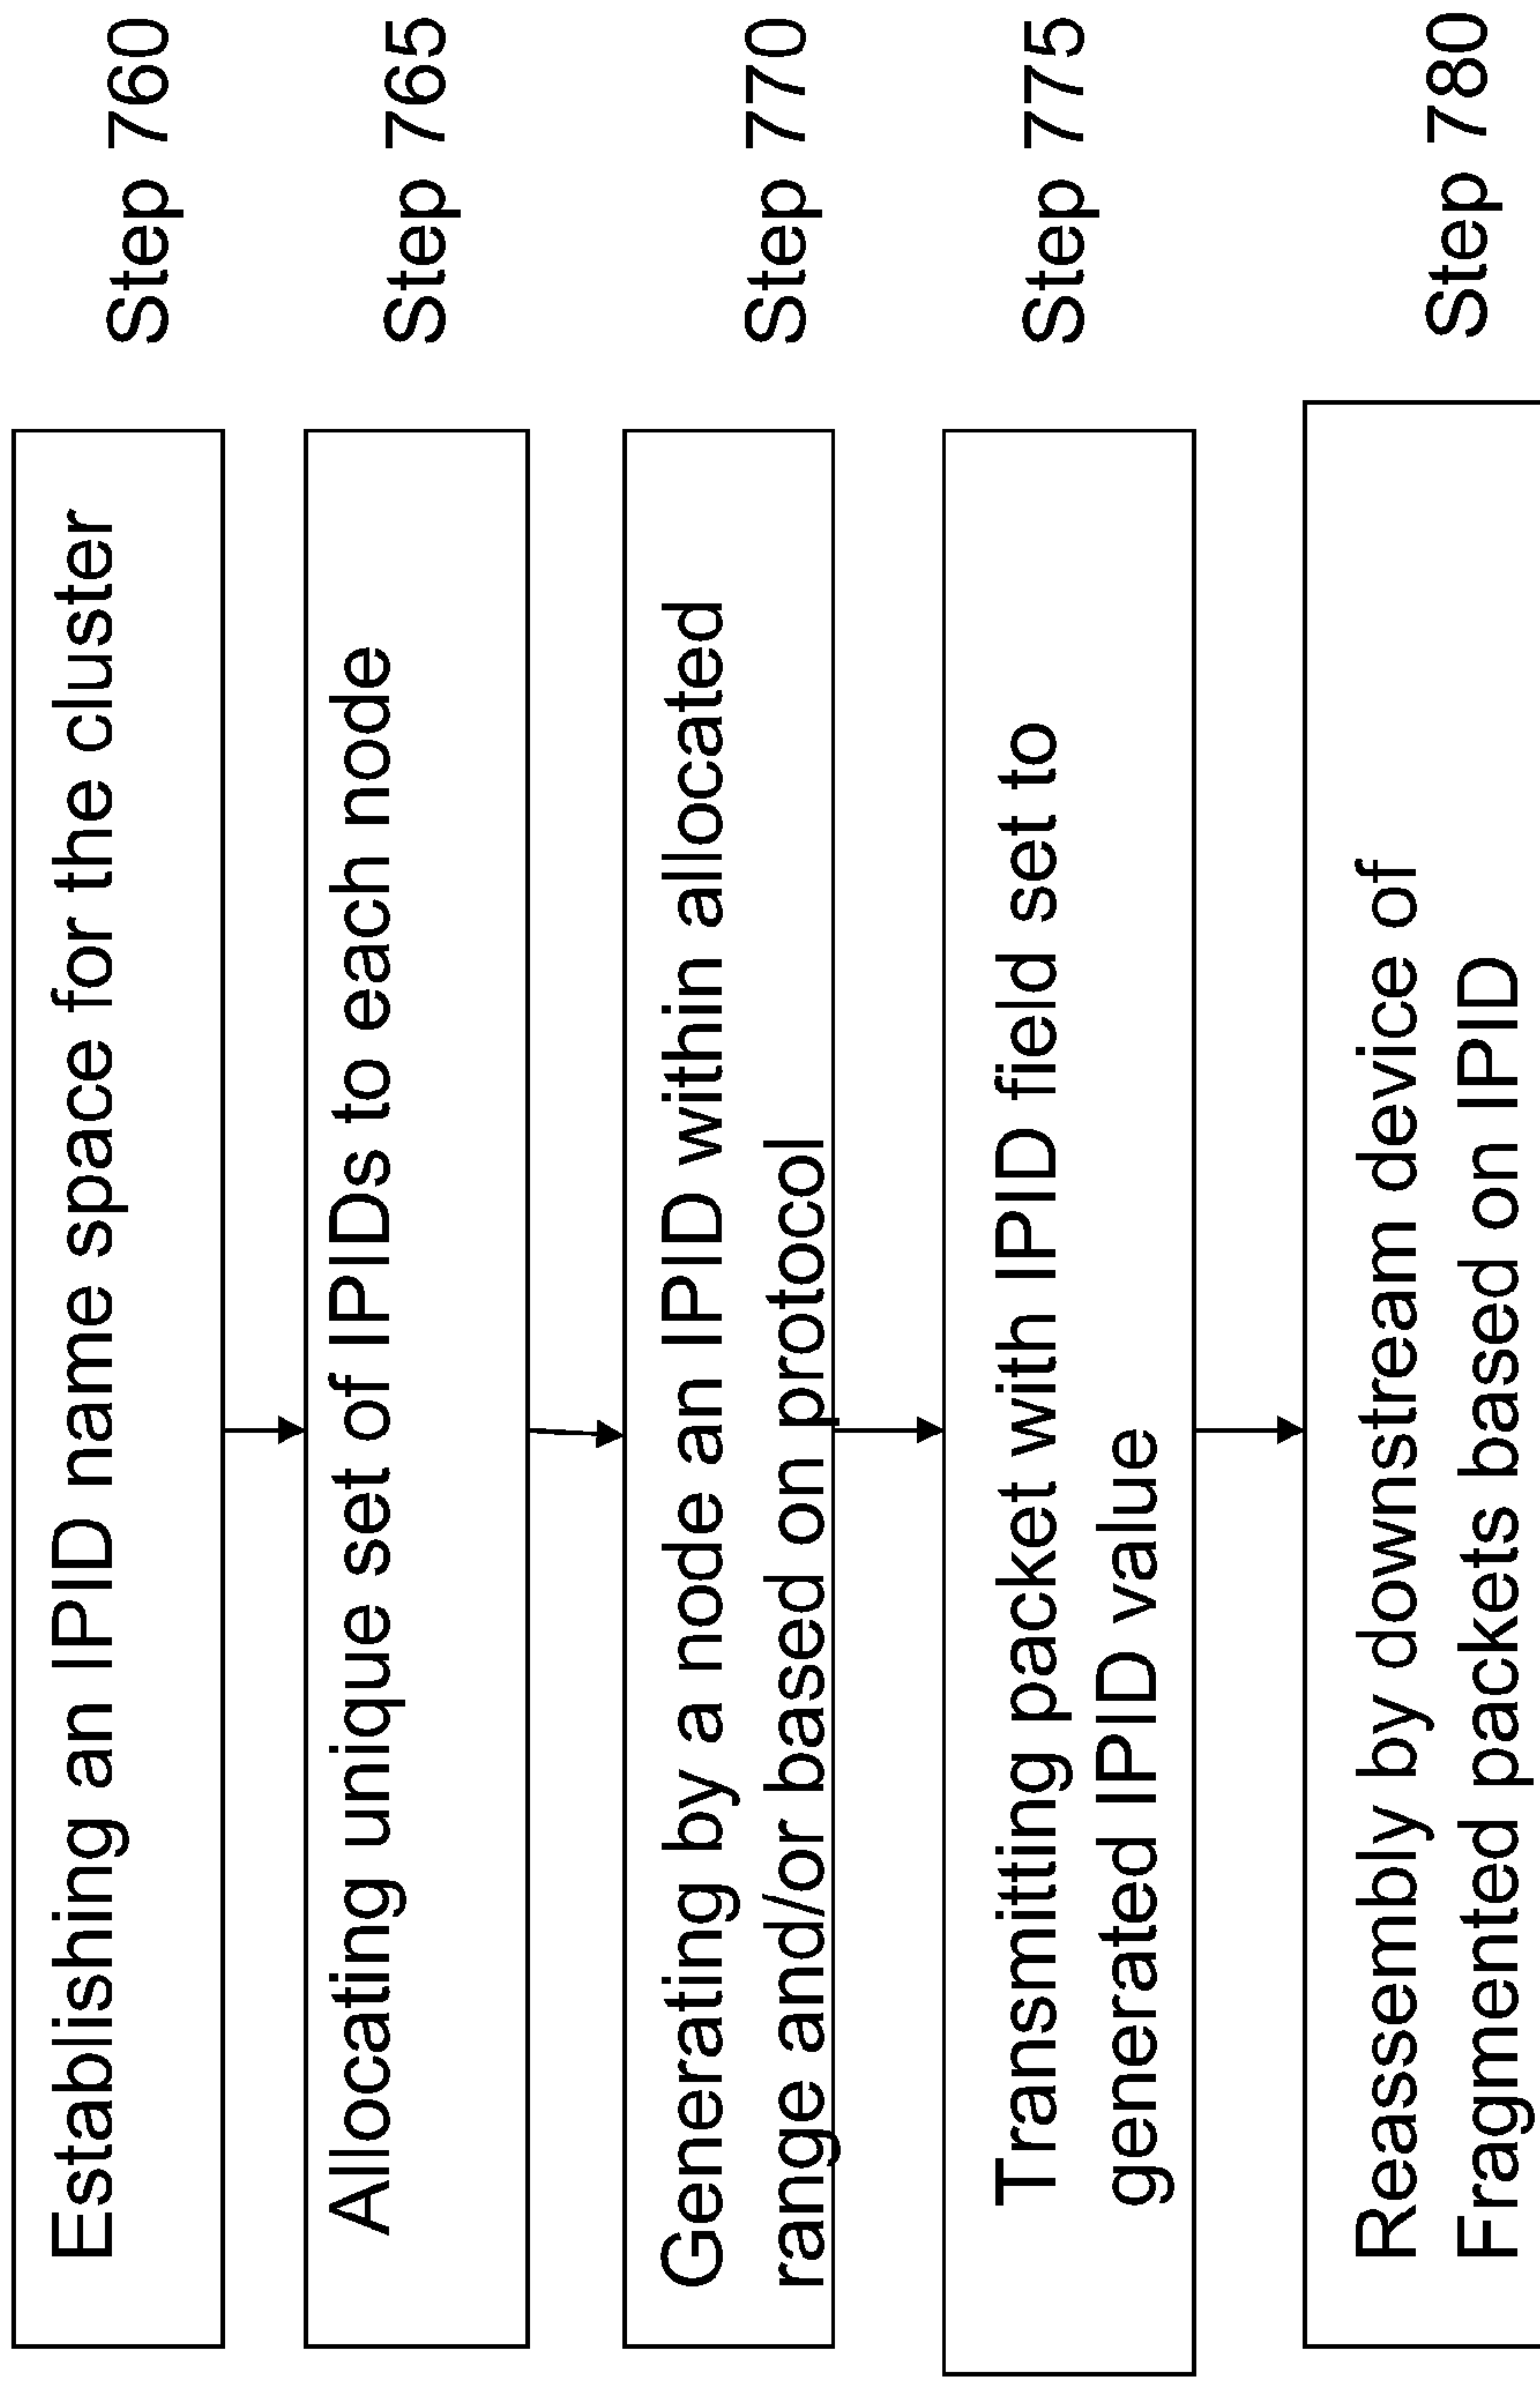 Establishing an IPID name space for the cluster
Step 760
Allocating unique set of IPIDs to each node
Step 765
Generating by a node an IPID within allocated
range and/or based on protocol
Step 770
Transmitting packet with IPID field set to
generated IPID value
Step 775
Reassembly by downstream device of
Fragmented packets based on IPID
Step 780